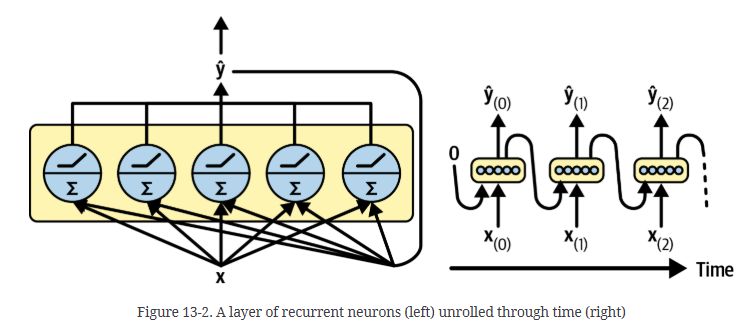 ŷ
Σ Σ Σ Σ Σ
x
ŷ(0) ŷ(1) ŷ(2)
0
x(0) x(1) x(2)
Time
Figure 13-2. A layer of recurrent neurons (left) unrolled through time (right)